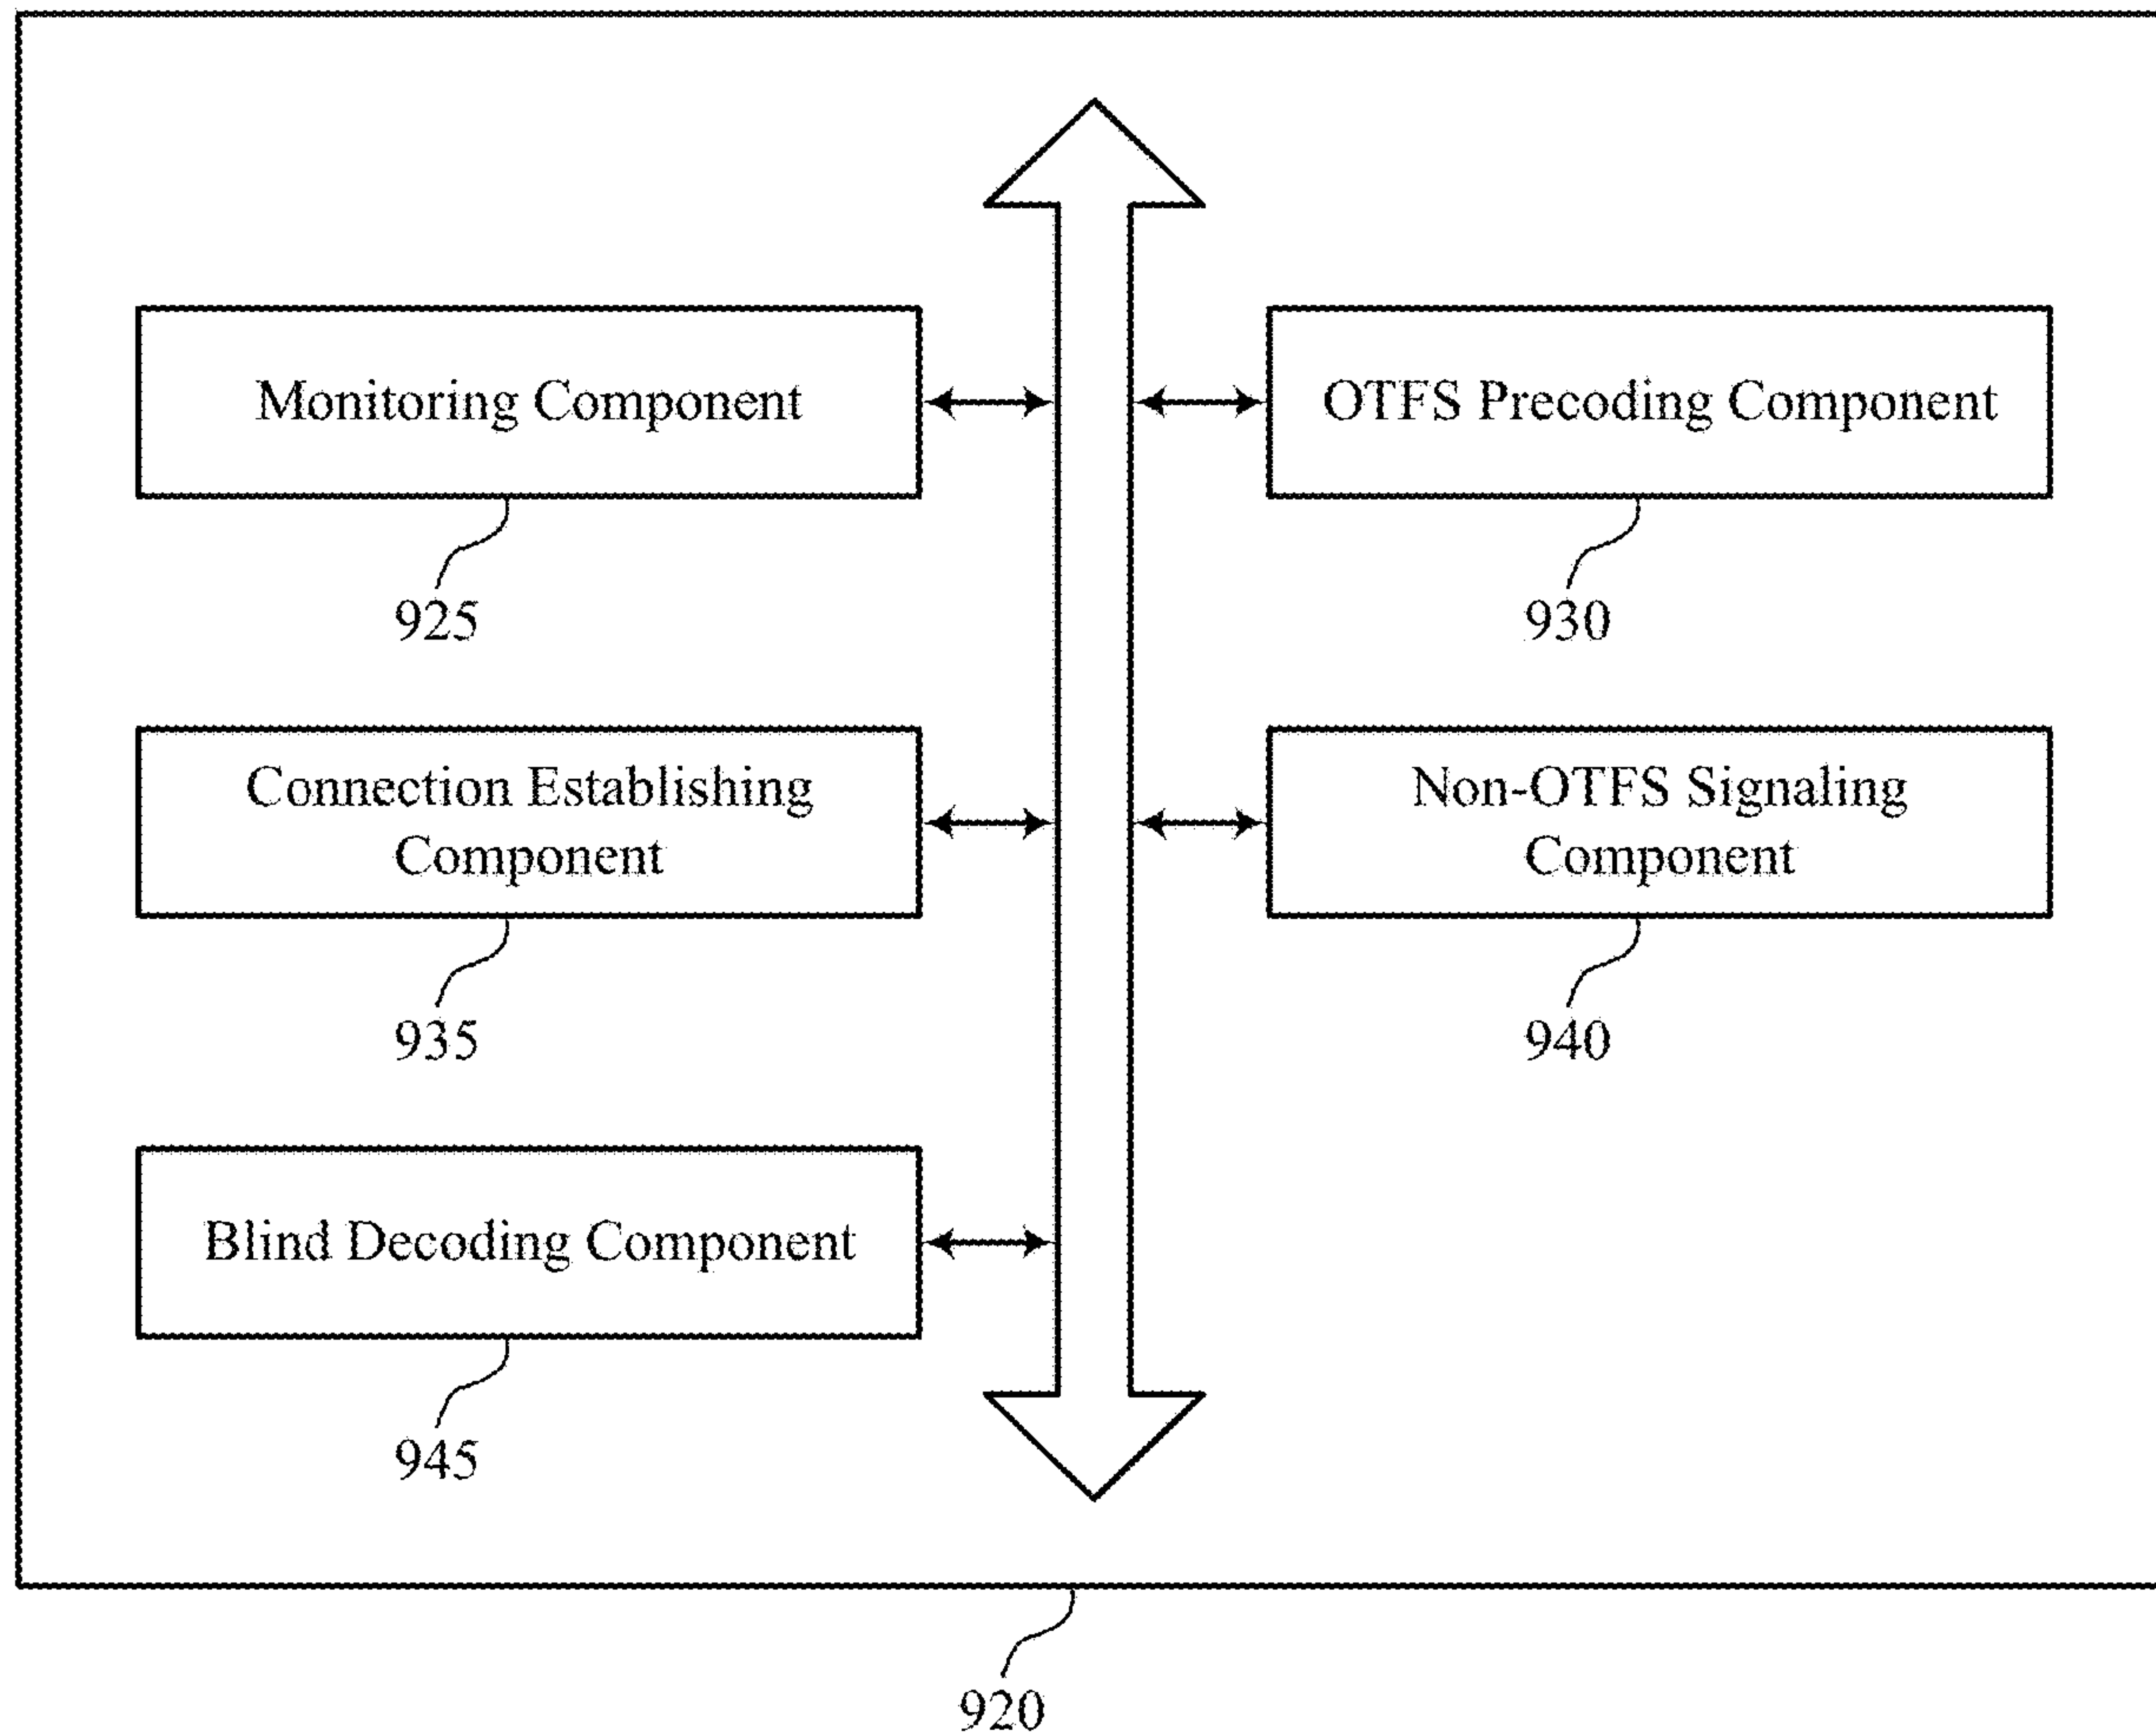 Monitoring Component
OTFS Precoding Component
925
930
Connection Establishing
Component
Non-OTFS Signaling
Component
935
940
Blind Decoding Component
945
920